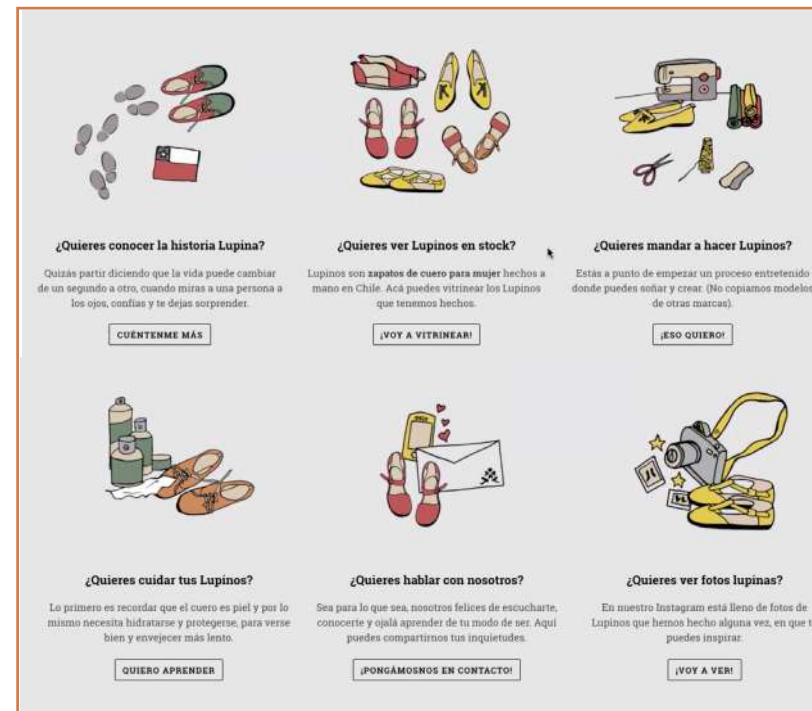 ¿Quieres conocer la historia Lupina?
Quizás partir diciendo que la vida puede cambiar
de un segundo a otro, cuando miras a una persona a
los ojos, confías y te dejas sorprender.
CUÉNTENME MÁS
¿Quieres ver Lupinos en stock?
Lupinos son zapatos de cuero para mujer hechos a
mano en Chile. Acá puedes vitrinear los Lupinos
que tenemos hechos.
¡VOY A VITRINEAR!
¿Quieres mandar a hacer Lupinos?
Estás a punto de empezar un proceso entretenido
donde puedes soñar y crear. (No copiamos modelos
de otras marcas).
¡ESO QUIERO!
¿Quieres cuidar tus Lupinos?
Lo primero es recordar que el cuero es piel y por lo
mismo necesita hidratarse y protegerse, para verse
bien y envejecer más lento.
QUIERO APRENDER
¿Quieres hablar con nosotros?
Sea para lo que sea, nosotros felices de escucharte,
conocerte y ojalá aprender de tu modo de ser. Aquí
puedes compartirnos tus inquietudes.
¡PONGÁMOSNOS EN CONTACTO!
¿Quieres ver fotos lupinas?
En nuestro Instagram está lleno de fotos de
Lupinos que hemos hecho alguna vez, en que t
puedes inspirar.
¡VOY A VER!